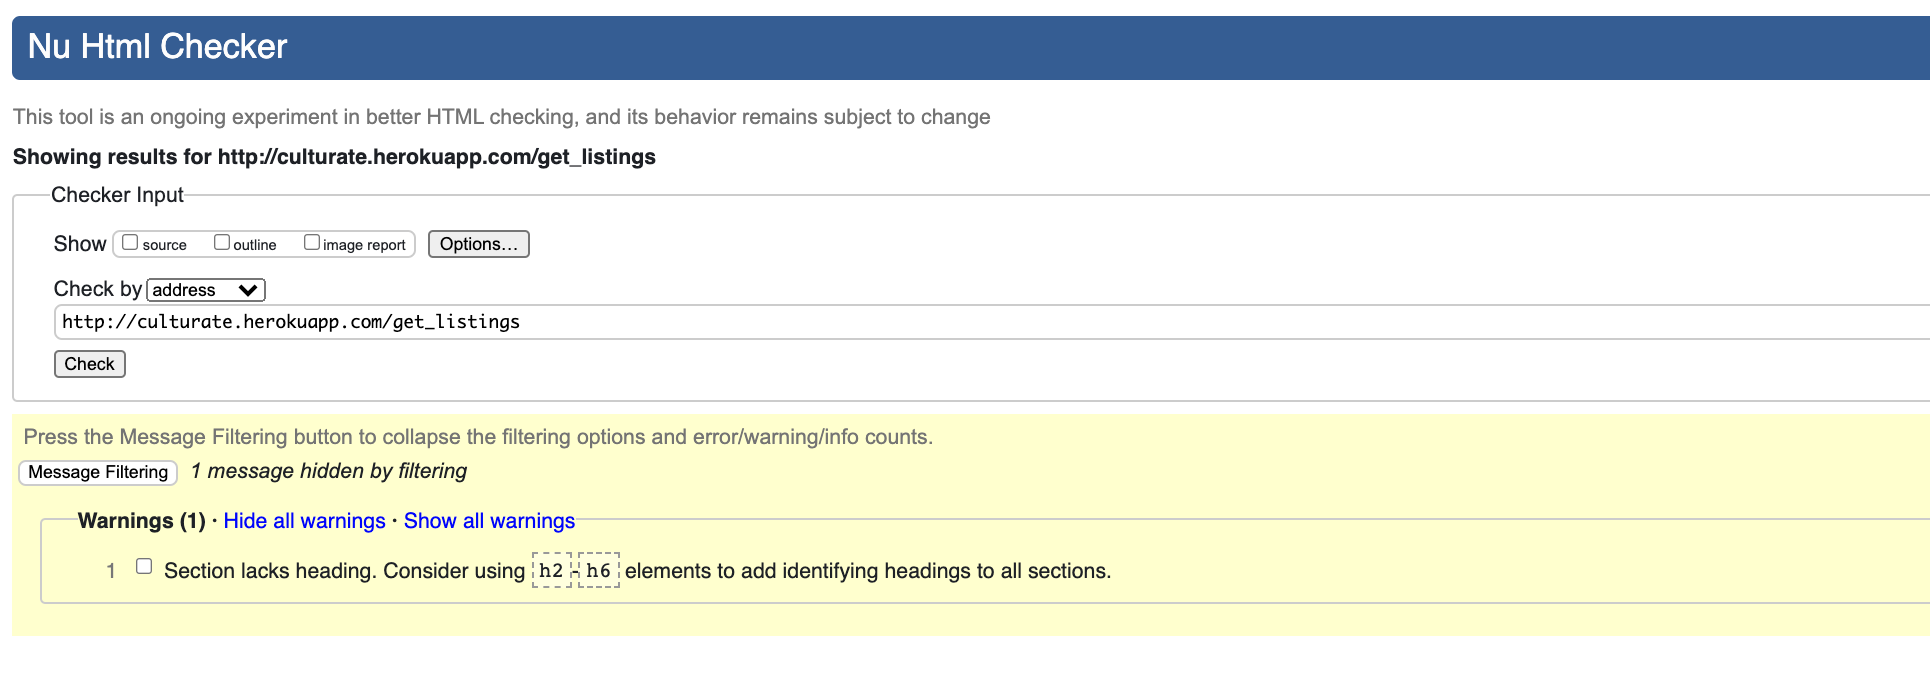 Nu Html Checker
This tool is an ongoing experiment in better HTML checking, and its behavior remains subject to change
Showing results for http://culturate.herokuapp.com/get_listings
Checker Input
Show source outline image report Options...
Check by address
http://culturate.herokuapp.com/get_listings
Check
Press the Message Filtering button to collapse the filtering options and error/warning/info counts.
Message Filtering 1 message hidden by filtering
Warnings (1) · Hide all warnings · Show all warnings
1 Section lacks heading. Consider using h2-h6 elements to add identifying headings to all sections.